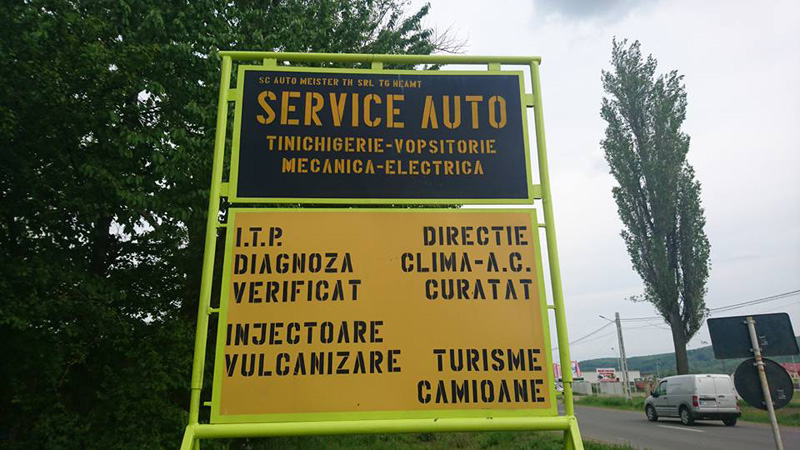 SC AUTO MEISTER TH SRL TG NEAMT
SERVICE AUTO
TINICHIGERIE-VOPSITORIE
MECANICA-ELECTRICA
I.T.P. DIRECTIE
DIAGNOZA CLIMA-A.C.
VERIFICAT CURATAT
INJECTOARE
VULCANIZARE TURISME
CAMIOANE